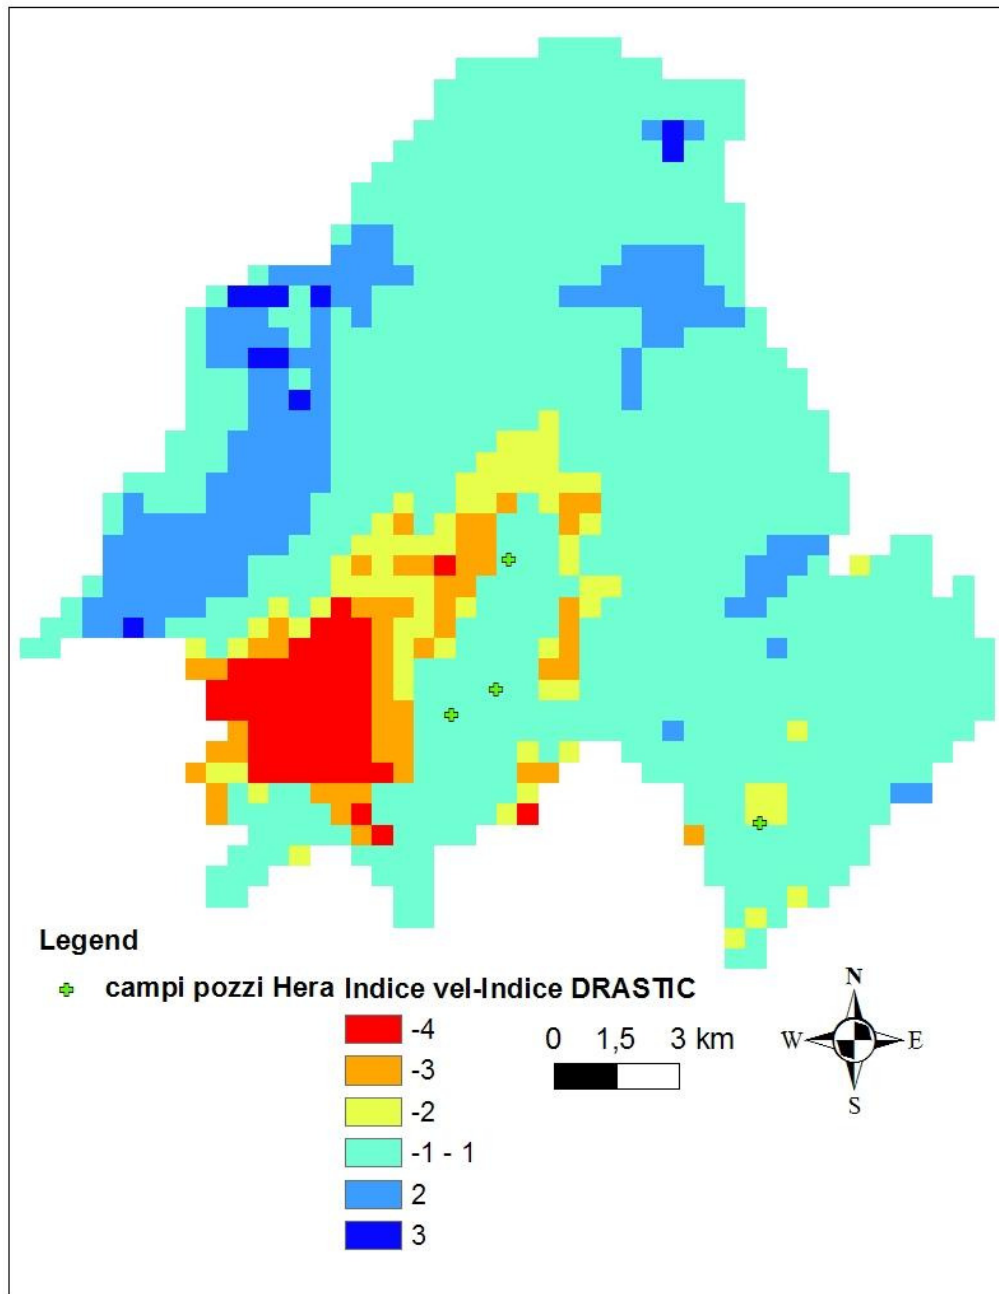 Legend
campi pozzi Hera Indice vel-Indice DRASTIC
-4
-3
-2
-1 - 1
2
3
0 1,5 3 km
N
W E
S